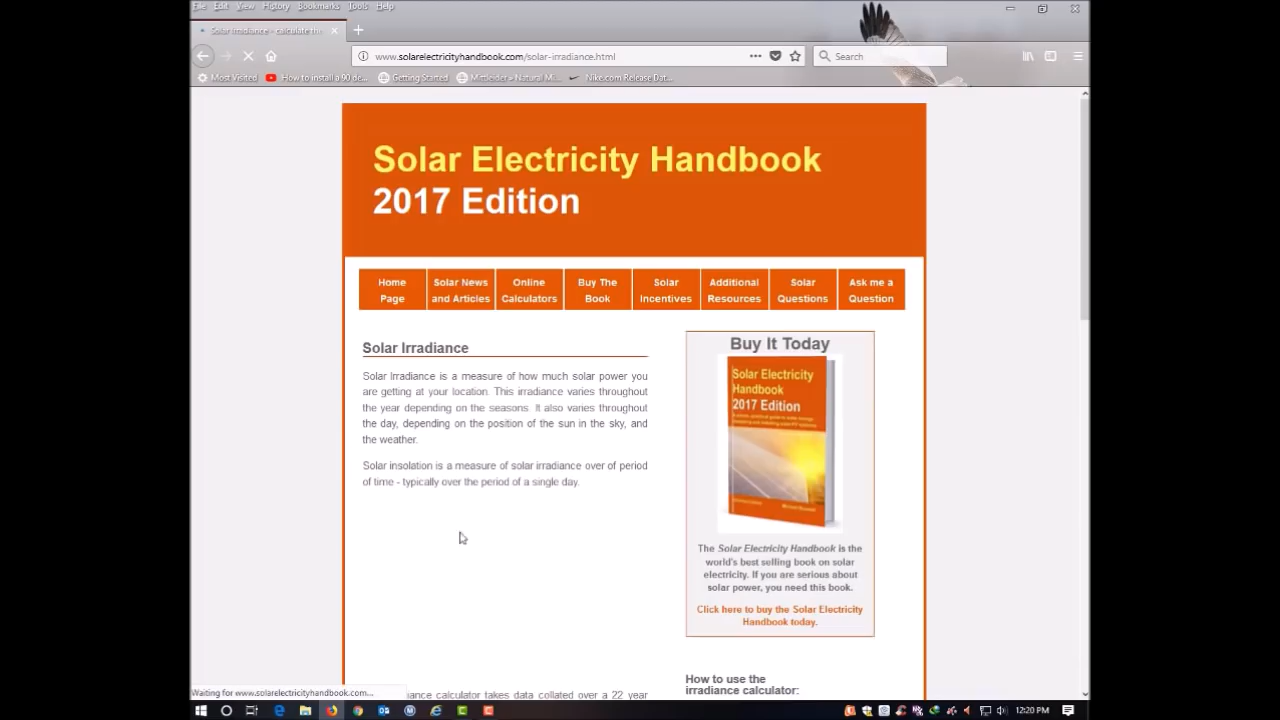 File Edit View History Bookmarks Tools Help
Solar Irradiance - calculate the
www.solarelectricityhandbook.com/solar-irradiance.html
Search
Most Visited How to install a 90 de... Getting Started Mittleider » Natural M... Nike.com Release Dat...
Solar Electricity Handbook
2017 Edition
Home Page
Solar News and Articles
Online Calculators
Buy The Book
Solar Incentives
Additional Resources
Solar Questions
Ask me a Question
Solar Irradiance
Solar Irradiance is a measure of how much solar power you
are getting at your location. This irradiance varies throughout
the year depending on the seasons. It also varies throughout
the day, depending on the position of the sun in the sky, and
the weather.
Solar insolation is a measure of solar irradiance over of period
of time - typically over the period of a single day.
Buy It Today
Solar Electricity
Handbook
2017 Edition
The Solar Electricity Handbook is the
world's best selling book on solar
electricity. If you are serious about
solar power, you need this book.
Click here to buy the Solar Electricity
Handbook today.
How to use the
irradiance calculator:
iance calculator takes data collated over a 22 year
Waiting for www.solarelectricityhandbook.com...
12:20 PM